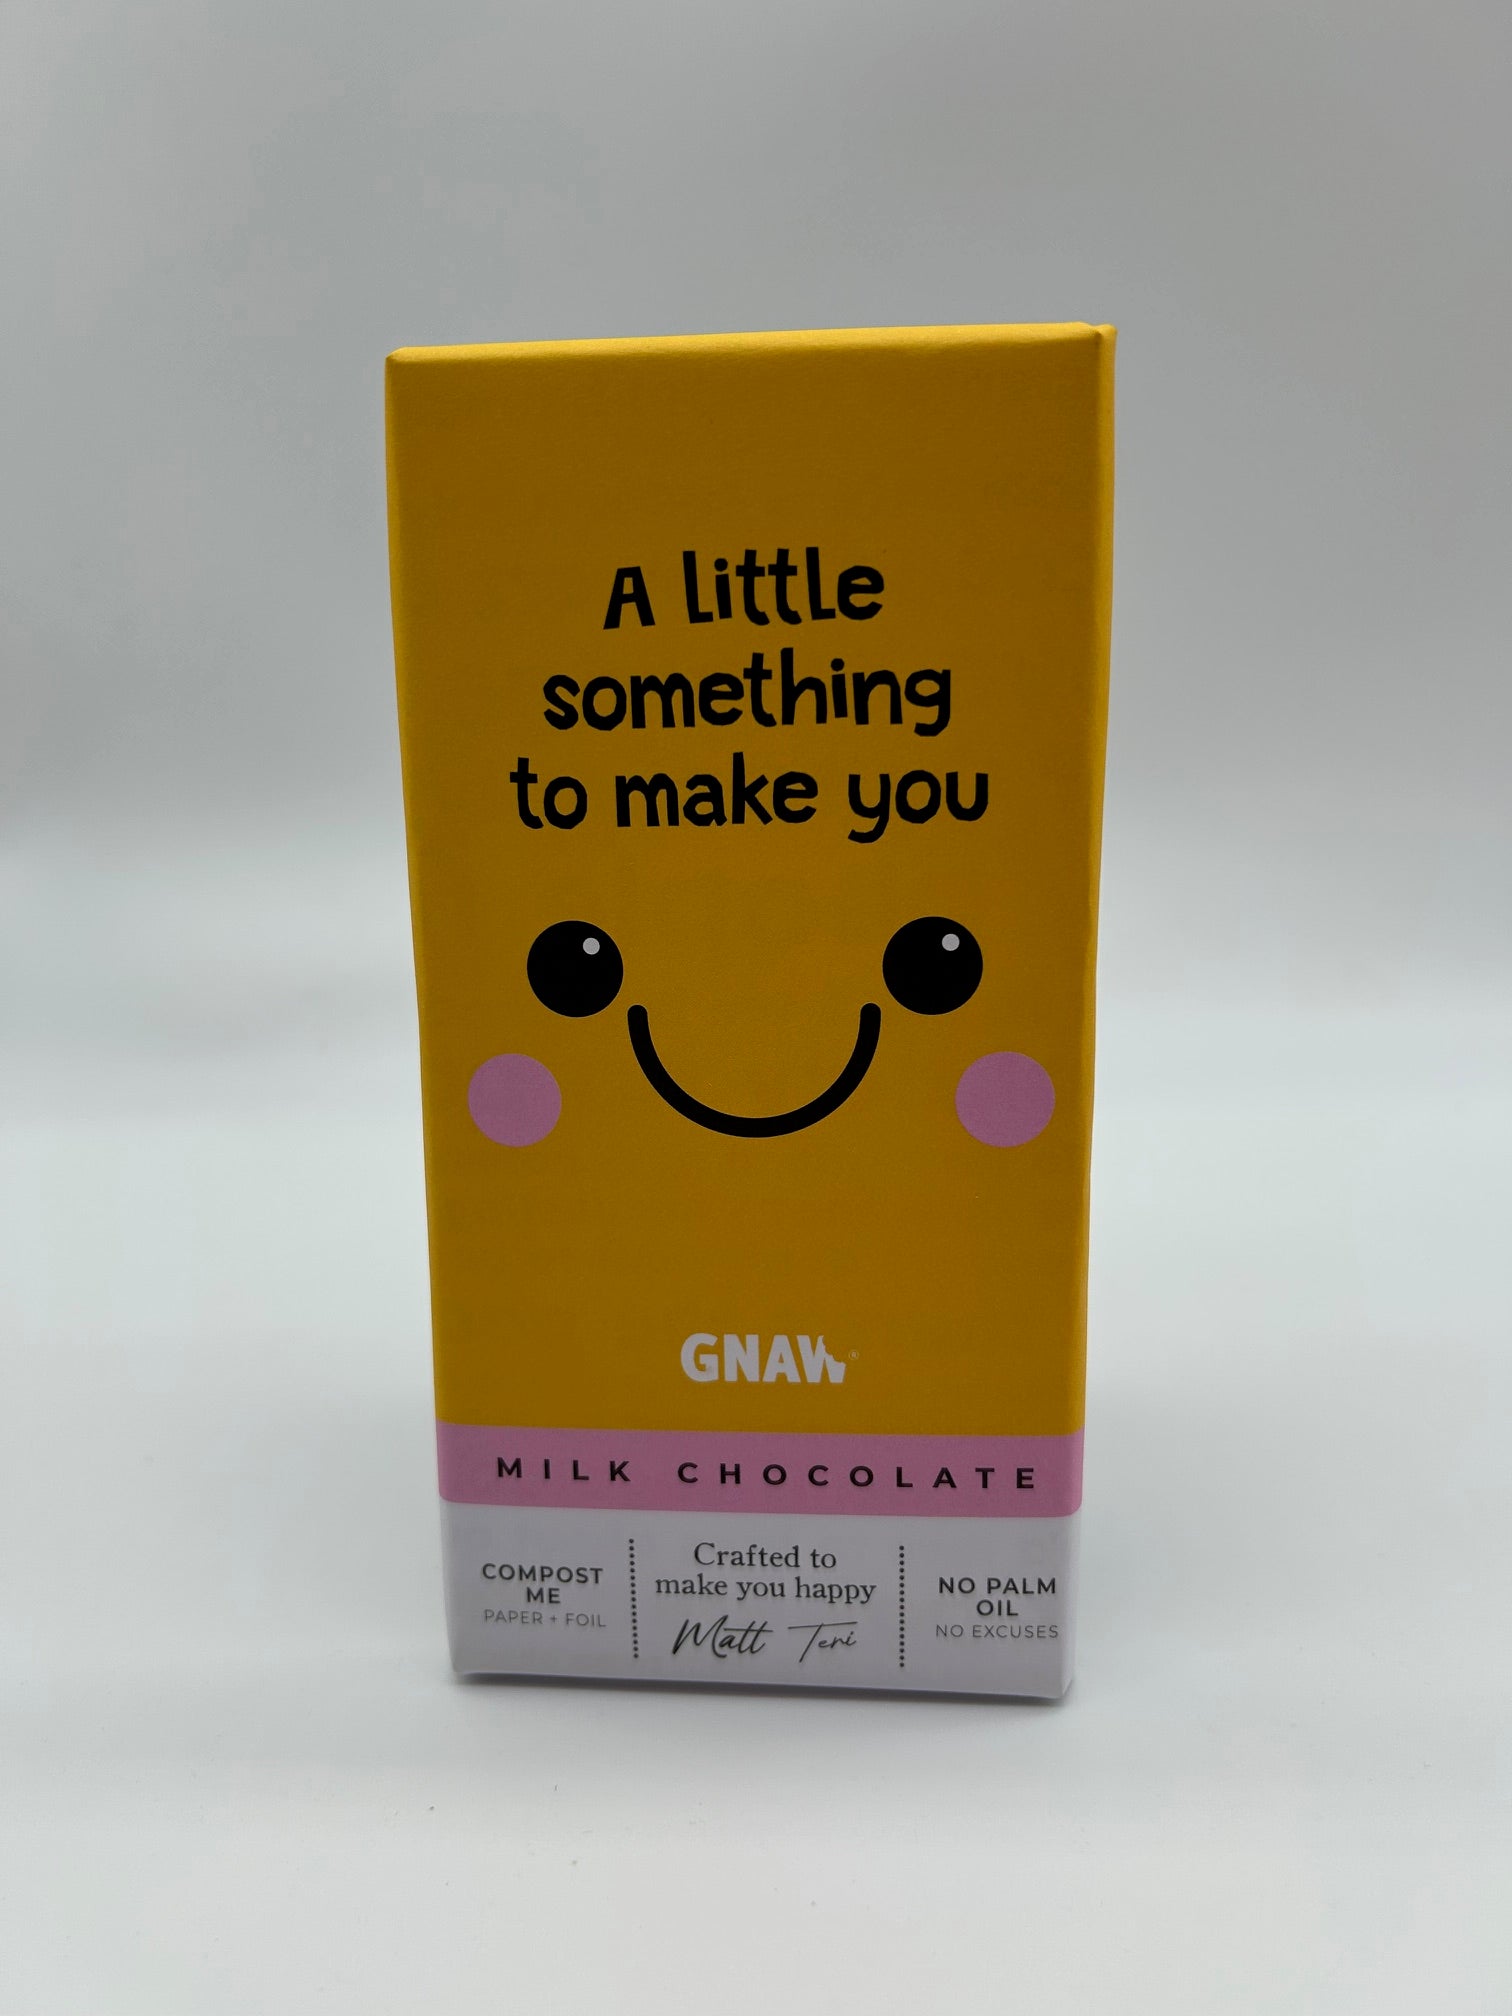 A little
something
to make you
GNAW®
MILK CHOCOLATE
COMPOST
ME
PAPER + FOIL
Crafted to
make you happy
Matt Teri
NO PALM
OIL
NO EXCUSES